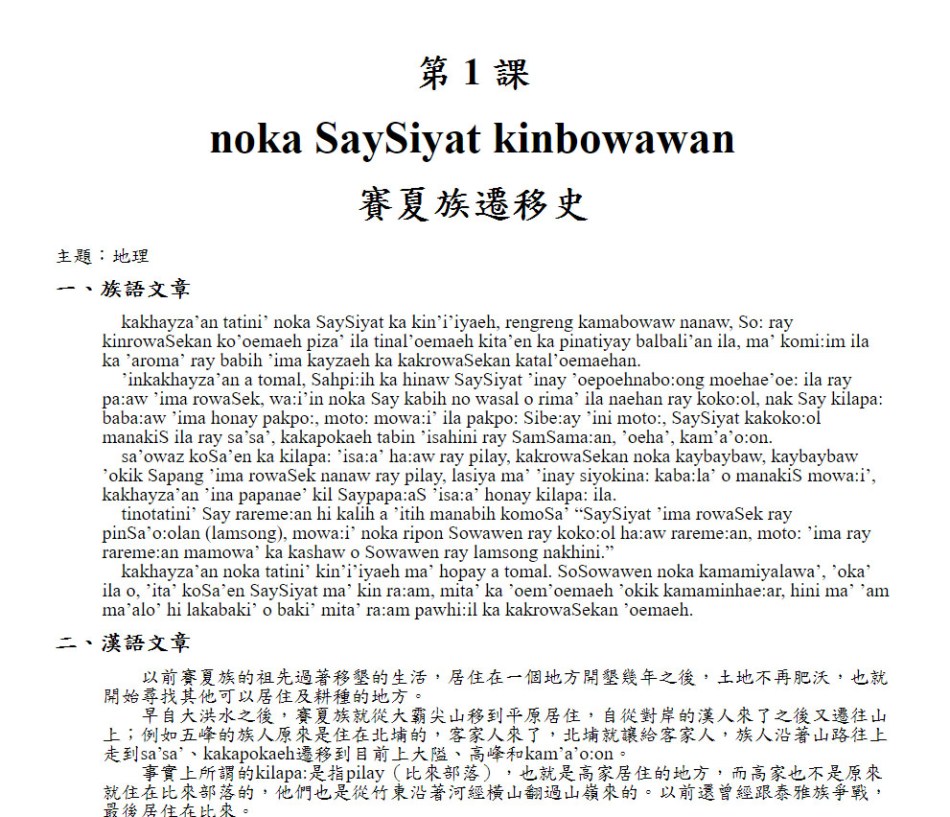 第 1 課
noka SaySiyat kinbowawan
賽夏族遷移史
主題：地理
一、族語文章
kakhayza’an tatini’ noka SaySiyat ka kin’i’iyaeh, rengreng kamabowaw nanaw, So: ray
kinrowaSekan ko’oemaeh piza’ ila tinal’oemaeh kita’en ka pinatiyay balbali’an ila, ma’ komi:im ila
ka ’aroma’ ray babih ’ima kayzaeh ka kakrowaSekan katal’oemaehan.
’inkakhayza’an a tomal, Sahpi:ih ka hinaw SaySiyat ’inay ’oepoehnabo:ong moehae’oe: ila ray
pa:aw ’ima rowaSek, wa:i’in noka Say kabih no wasal o rima’ ila naehan ray koko:ol, nak Say kilapa:
baba:aw ’ima honay pakpo:, moto: mowa:i’ ila pakpo: Sibe:ay ’ini moto:, SaySiyat kakoko:ol
manakiS ila ray sa’sa’, kakapokaeh tabin ’isahini ray SamSama:an, ’oeha’, kam’a’o:on.
sa’owaz koSa’en ka kilapa: ’isa:a’ ha:aw ray pilay, kakrowaSekan noka kaybaybaw, kaybaybaw
’okik Sapang ’ima rowaSek nanaw ray pilay, lasiya ma’ ’inay siyokina: kaba:la’ o manakiS mowa:i’,
kakhayza’an ’ina papanae’ kil Saypapa:aS ’isa:a’ honay kilapa: ila.
tinotatini’ Say rareme:an hi kalih a ’itih manabih komoSa’ “SaySiyat ’ima rowaSek ray
pinSa’o:olan (lamsong), mowa:i’ noka ripon Sowawen ray koko:ol ha:aw rareme:an, moto: ’ima ray
rareme:an mamowa’ ka kashaw o Sowawen ray lamsong nakhini.”
kakhayza’an noka tatini’ kin’i’iyaeh ma’ hopay a tomal. SoSowawen noka kamamiyalawa’, ’oka’
ila o, ’ita’ koSa’en SaySiyat ma’ kin ra:am, mita’ ka ’oem’oemaeh ’okik kamaminhae:ar, hini ma’ ’am
ma’alo’ hi lakabaki’ o baki’ mita’ ra:am pawhi:il ka kakrowaSekan ’oemaeh.
二、漢語文章
以前賽夏族的祖先過著移墾的生活，居住在一個地方開墾幾年之後，土地不再肥沃，也就
開始尋找其他可以居住及耕種的地方。
早自大洪水之後，賽夏族就從大霸尖山移到平原居住，自從對岸的漢人來了之後又遷往山
上；例如五峰的族人原來是住在北埔的，客家人來了，北埔就讓給客家人，族人沿著山路往上
走到sa’sa’、kakapokaeh遷移到目前上大隘、高峰和kam’a’o:on。
事實上所謂的kilapa:是指pilay（比來部落），也就是高家居住的地方，而高家也不是原來
就住在比來部落的，他們也是從竹東沿著河經橫山翻過山嶺來的。以前還曾經跟泰雅族爭戰，
最後居住在比來。